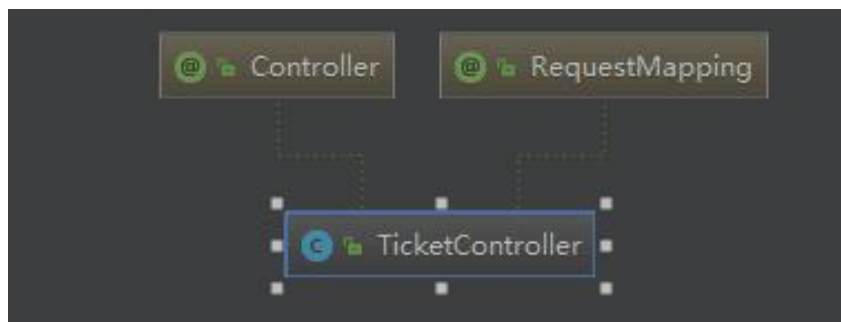 @ Controller
@ RequestMapping
C TicketController